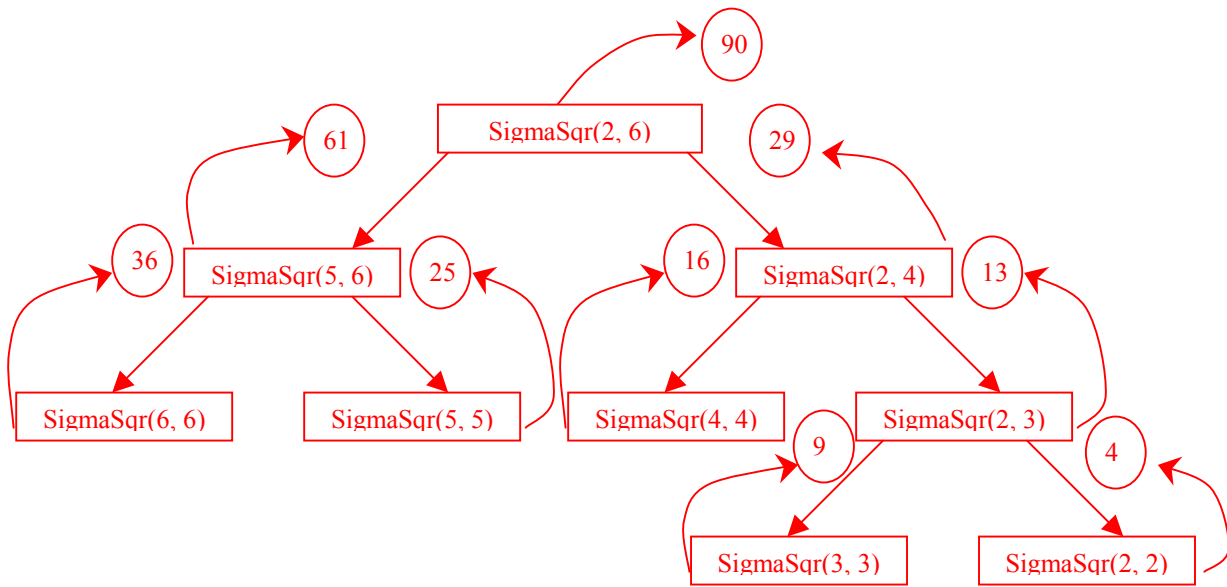 90
SigmaSqr(2, 6)
61
29
36
SigmaSqr(5, 6)
25
16
SigmaSqr(2, 4)
13
SigmaSqr(6, 6)
SigmaSqr(5, 5)
SigmaSqr(4, 4)
SigmaSqr(2, 3)
9
4
SigmaSqr(3, 3)
SigmaSqr(2, 2)